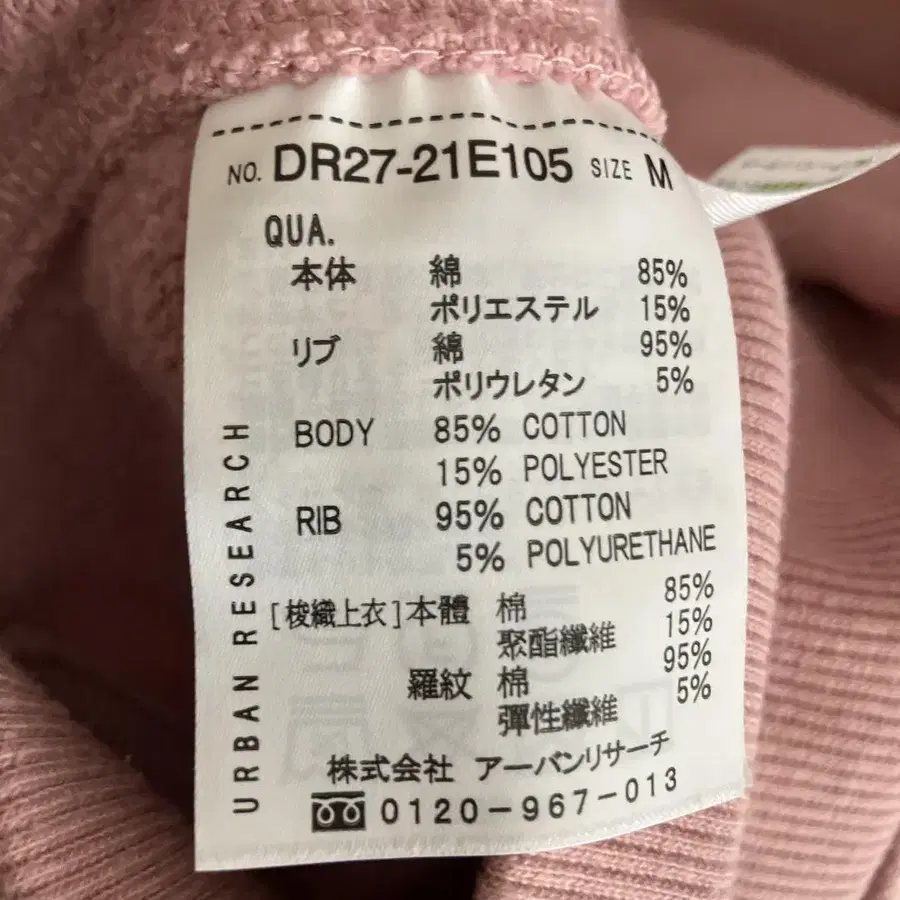 NO. DR27-21E105 SIZE M
QUA.
本体 綿 85%
ポリエステル 15%
リブ 綿 95%
ポリウレタン 5%
BODY 85% COTTON
15% POLYESTER
RIB 95% COTTON
5% POLYURETHANE
[梭織上衣]本體 棉 85%
聚酯纖維 15%
羅紋 棉 95%
彈性纖維 5%
株式会社 アーバンリサーチ
0120-967-013
URBAN RESEARCH